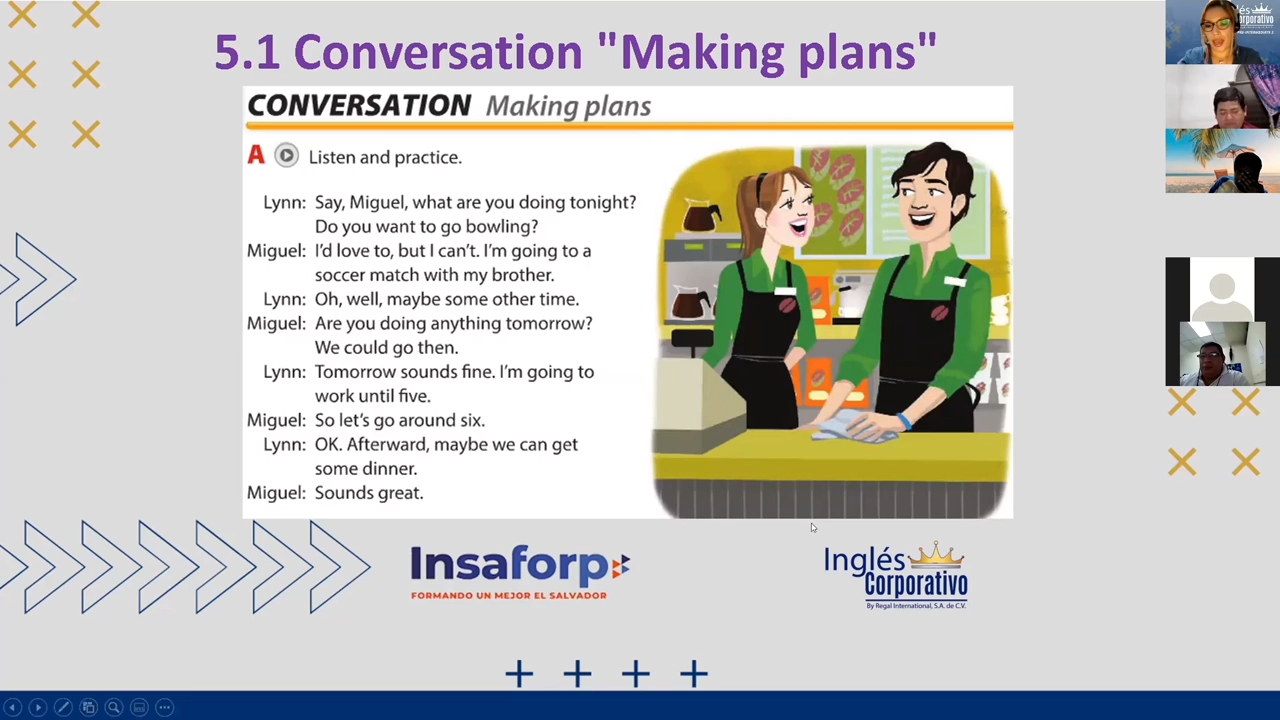 5.1 Conversation "Making plans"
CONVERSATION Making plans
A Listen and practice.
Lynn: Say, Miguel, what are you doing tonight?
Do you want to go bowling?
Miguel: I'd love to, but I can't. I'm going to a
soccer match with my brother.
Lynn: Oh, well, maybe some other time.
Miguel: Are you doing anything tomorrow?
We could go then.
Lynn: Tomorrow sounds fine. I'm going to
work until five.
Miguel: So let's go around six.
Lynn: OK. Afterward, maybe we can get
some dinner.
Miguel: Sounds great.
Insaforp
FORMANDO UN MEJOR EL SALVADOR
Inglés
Corporativo
By Regal International, S.A. de C.V.